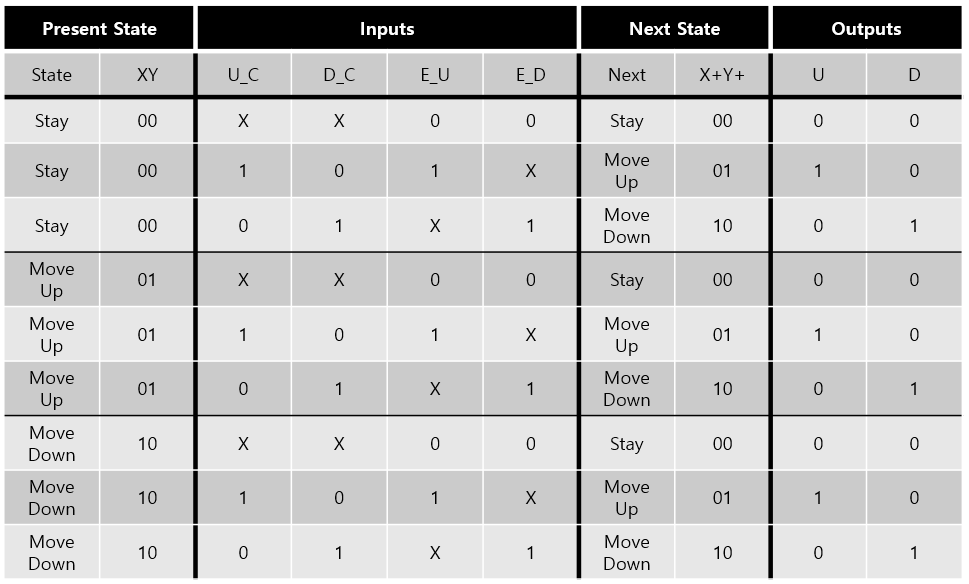 Present State Inputs Next State Outputs
State XY U_C D_C E_U E_D Next X+Y+ U D
Stay 00 X X 0 0 Stay 00 0 0
Stay 00 1 0 1 X Move Up 01 1 0
Stay 00 0 1 X 1 Move Down 10 0 1
Move Up 01 X X 0 0 Stay 00 0 0
Move Up 01 1 0 1 X Move Up 01 1 0
Move Up 01 0 1 X 1 Move Down 10 0 1
Move Down 10 X X 0 0 Stay 00 0 0
Move Down 10 1 0 1 X Move Up 01 1 0
Move Down 10 0 1 X 1 Move Down 10 0 1